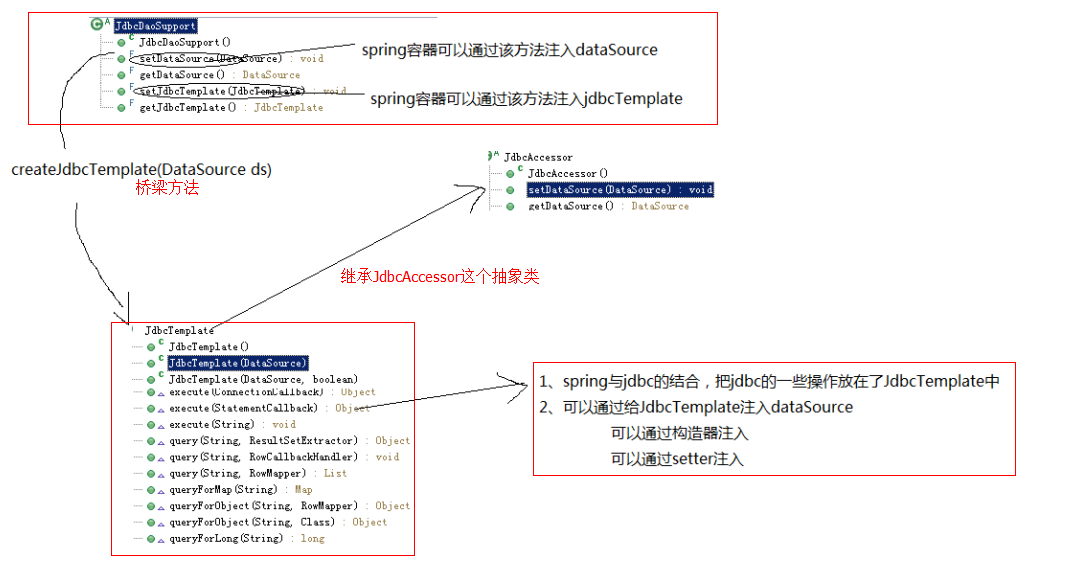 JdbcDaoSupport
JdbcDaoSupport()
setDataSource(DataSource) : void
spring容器可以通过该方法注入dataSource
getDataSource() : DataSource
setJdbcTemplate(JdbcTemplate) : void
spring容器可以通过该方法注入jdbcTemplate
getJdbcTemplate() : JdbcTemplate
createJdbcTemplate(DataSource ds)
桥梁方法
JdbcAccessor
JdbcAccessor()
setDataSource(DataSource) : void
getDataSource() : DataSource
继承JdbcAccessor这个抽象类
JdbcTemplate
JdbcTemplate()
JdbcTemplate(DataSource)
JdbcTemplate(DataSource, boolean)
execute(ConnectionCallback) : Object
execute(StatementCallback) : Object
execute(String) : void
query(String, ResultSetExtractor) : Object
query(String, RowCallbackHandler) : void
query(String, RowMapper) : List
queryForMap(String) : Map
queryForObject(String, RowMapper) : Object
queryForObject(String, Class) : Object
queryForLong(String) : long
1、spring与jdbc的结合，把jdbc的一些操作放在了JdbcTemplate中
2、可以通过给JdbcTemplate注入dataSource
可以通过构造器注入
可以通过setter注入